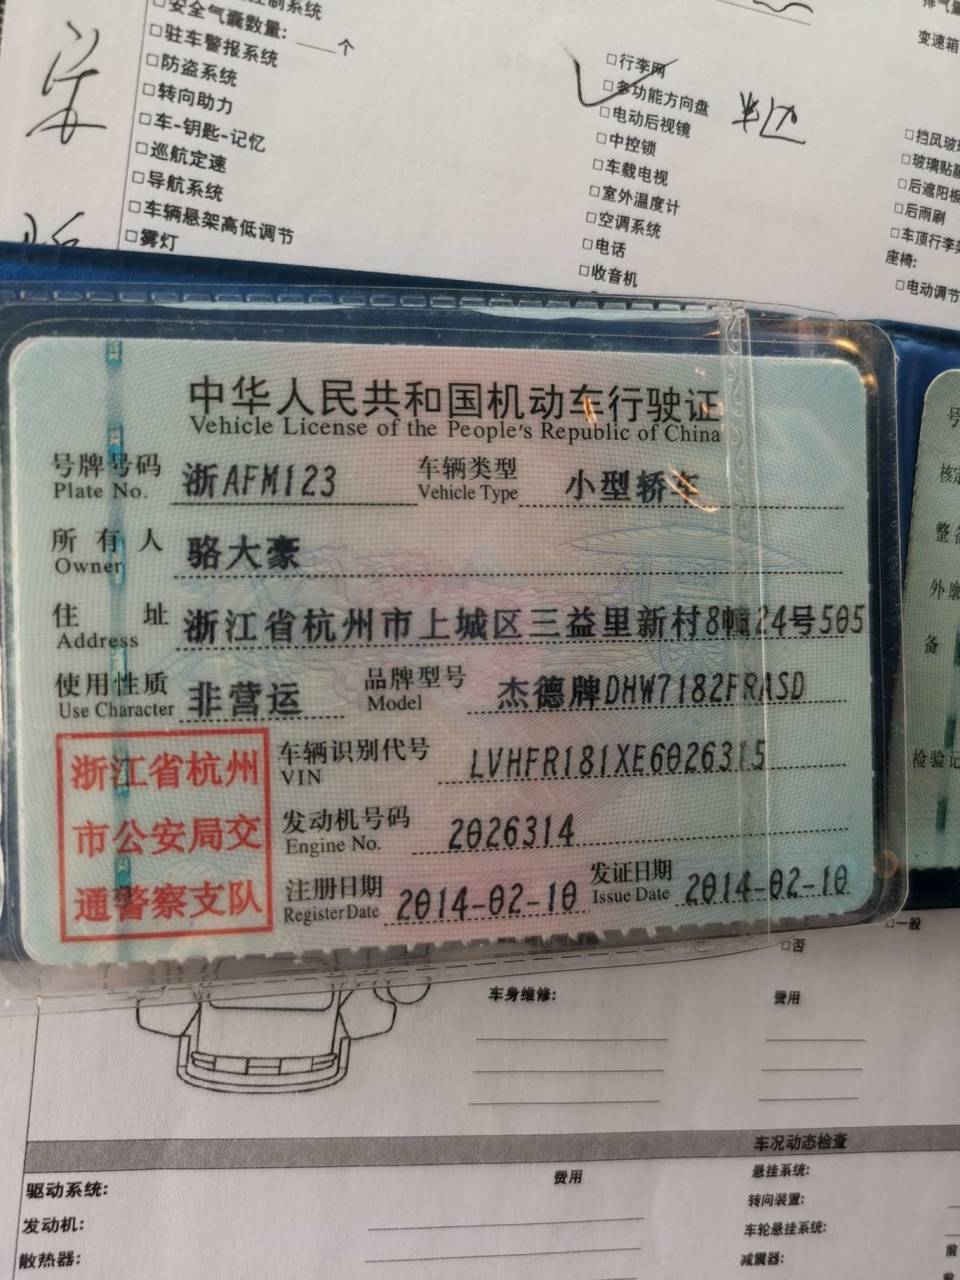 安全气囊数量: 个
□驻车警报系统
□防盗系统
□转向助力
□车-钥匙-记忆
□巡航定速
□导航系统
□车辆悬架高低调节
□雾灯
□行李网
□多功能方向盘
□电动后视镜
□中控锁
□车载电视
□室外温度计
□空调系统
□电话
□收音机
变速箱
□挡风玻
□玻璃贴
□后遮阳板
□后雨刷
□车顶行李
座椅:
□电动调节
中华人民共和国机动车行驶证
Vehicle License of the People's Republic of China
号牌号码 浙AFM123 车辆类型 小型轿车
Plate No. Vehicle Type
所有人 骆大豪
Owner
住址 浙江省杭州市上城区三益里新村8幢24号505
Address
使用性质 非营运 品牌型号 杰德牌DHW7182FRASD
Use Character Model
浙江省杭州
市公安局交
通警察支队
车辆识别代号 LVHFR181XE6026315
VIN
发动机号码 2026314
Engine No.
注册日期 2014-02-10 发证日期 2014-02-10
Register Date Issue Date
号
核定
整备
外廓
备
检验记
□一般
□否
车身维修: 费用
车况动态检查
驱动系统: 费用 悬挂系统:
转向装置:
发动机: 车轮悬挂系统:
散热器: 减震器:
前